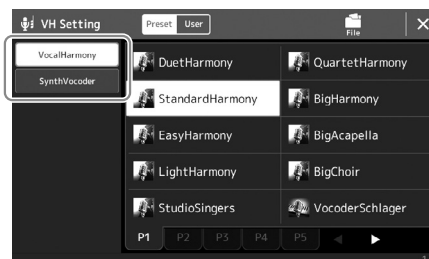 VH Setting
Preset User
File
VocalHarmony
SynthVocoder
DuetHarmony
QuartetHarmony
StandardHarmony
BigHarmony
EasyHarmony
BigAcapella
LightHarmony
BigChoir
StudioSingers
VocoderSchlager
P1 P2 P3 P4 P5